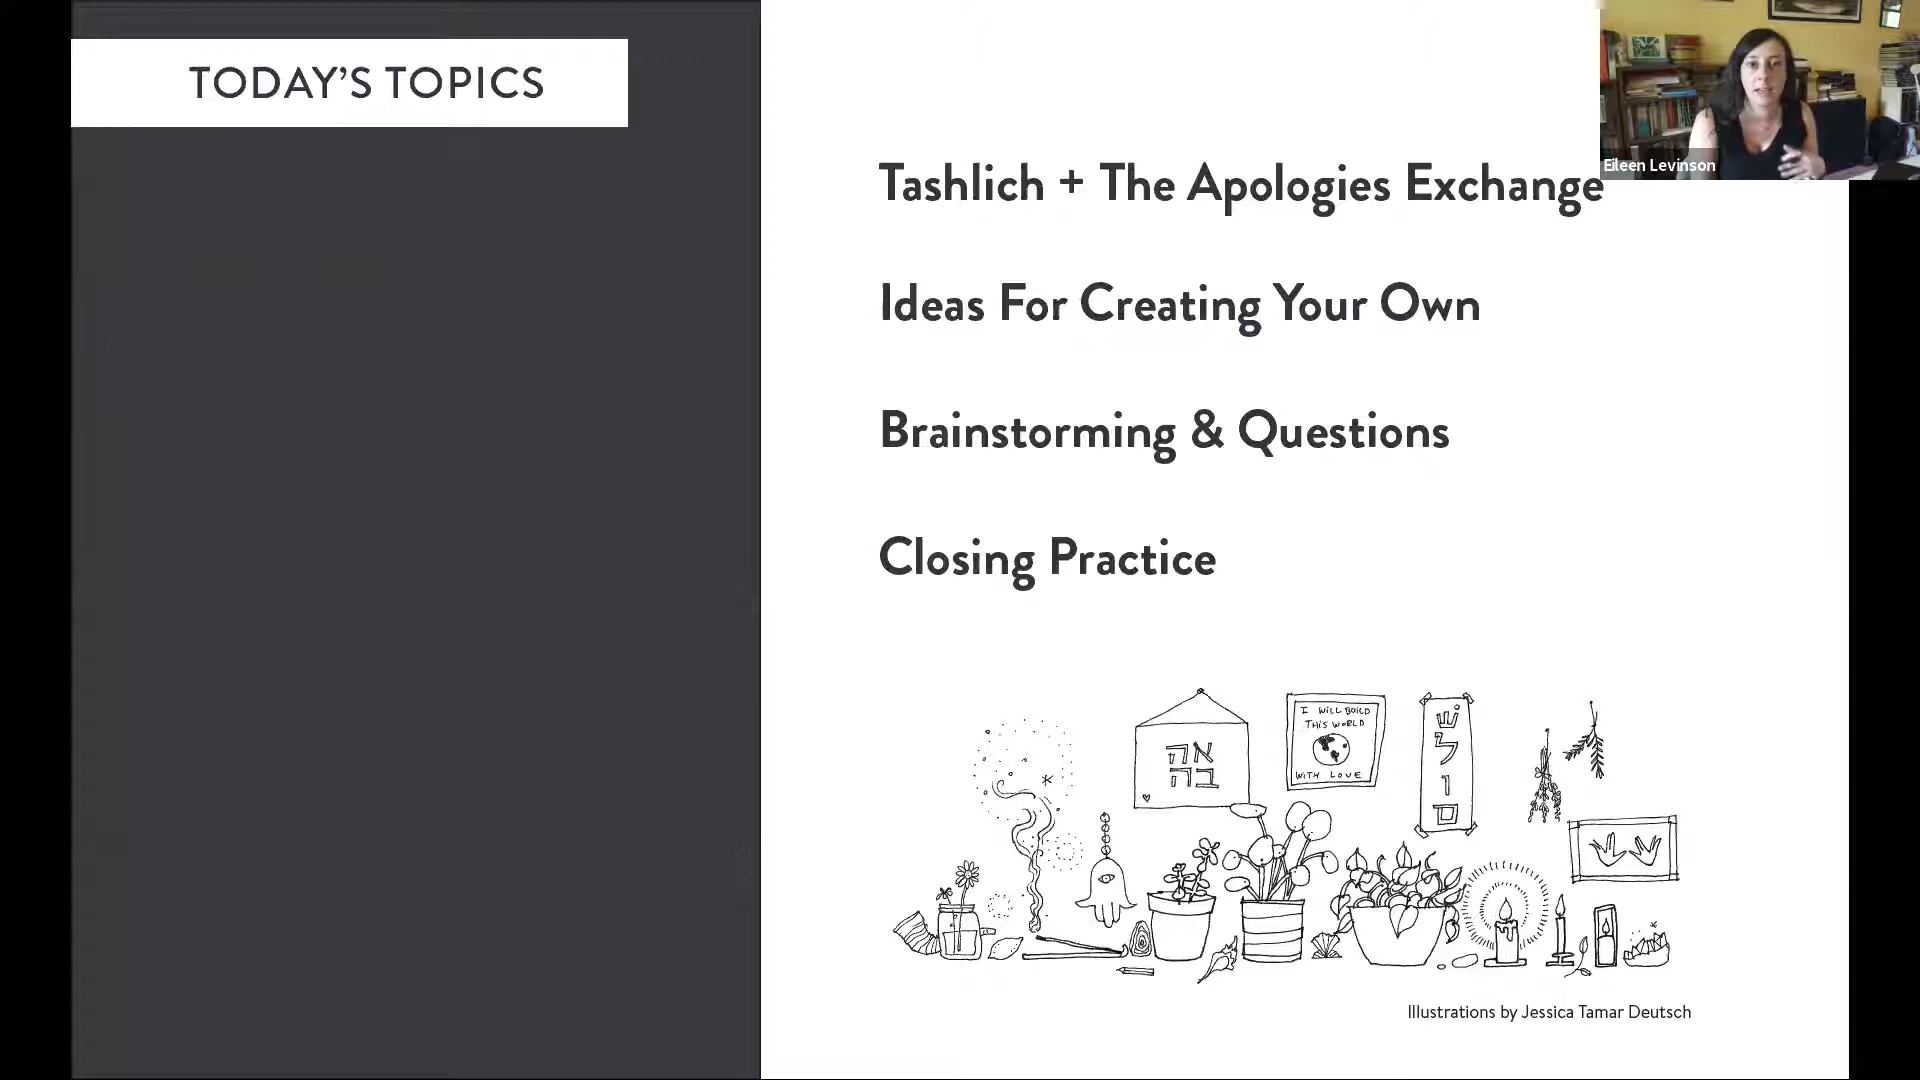 TODAY'S TOPICS
Eileen Levinson
Tashlich + The Apologies Exchange
Ideas For Creating Your Own
Brainstorming & Questions
Closing Practice
אה
בה
I WILL BUILD
THIS WORLD
WITH LOVE
ש
ל
ו
ם
Illustrations by Jessica Tamar Deutsch